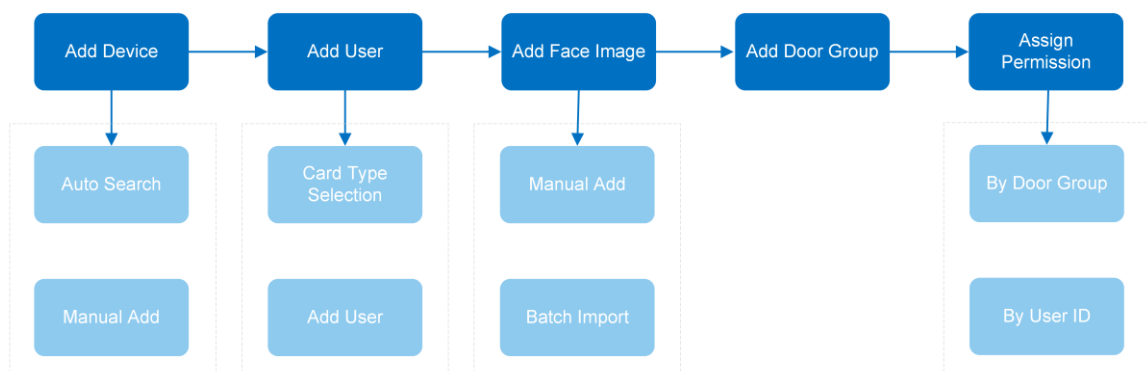 Add Device
Add User
Add Face Image
Add Door Group
Assign
Permission
Auto Search
Card Type
Selection
Manual Add
By Door Group
Manual Add
Add User
Batch Import
By User ID